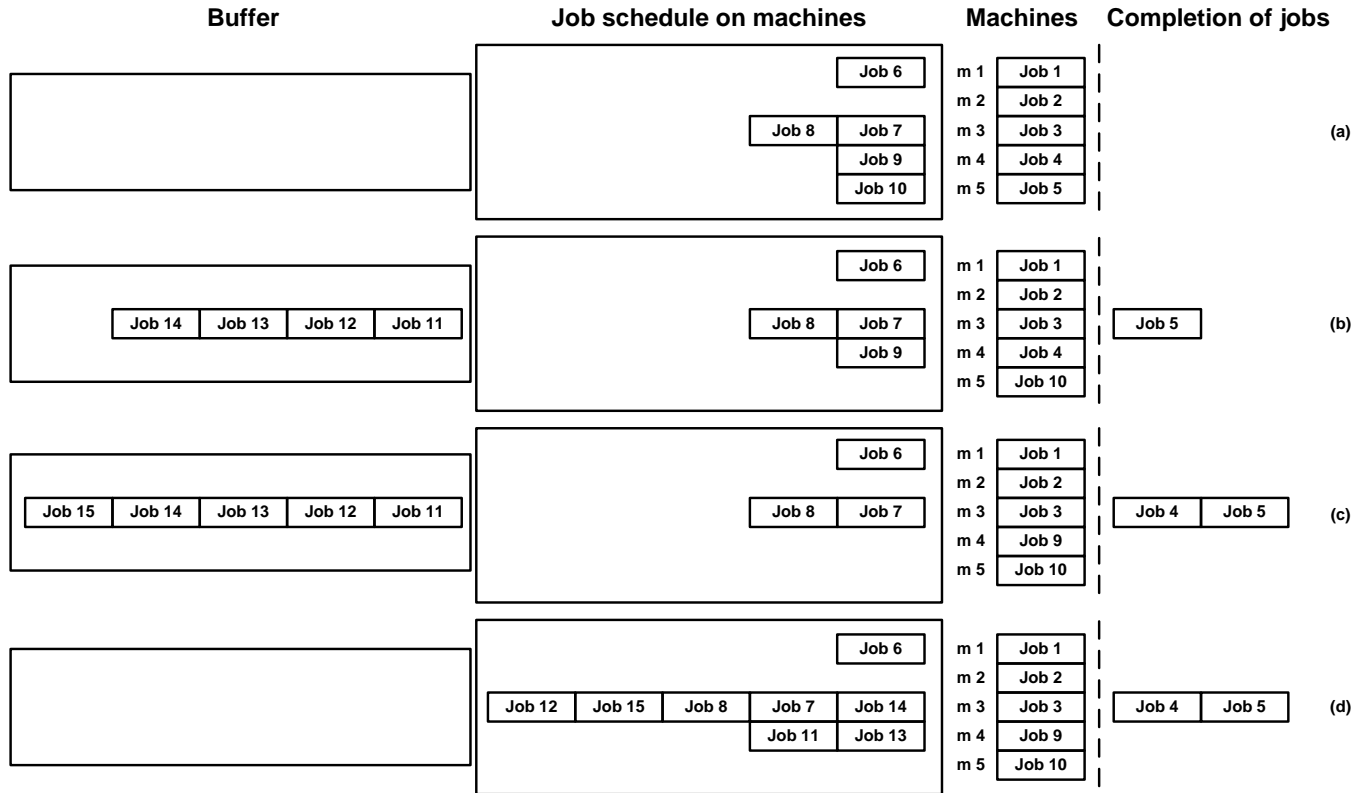 Buffer Job schedule on machines Machines Completion of jobs
Job 6 m 1 Job 1
m 2 Job 2
Job 8 Job 7 m 3 Job 3 (a)
Job 9 m 4 Job 4
Job 10 m 5 Job 5
Job 6 m 1 Job 1
m 2 Job 2
Job 14 Job 13 Job 12 Job 11 Job 8 Job 7 m 3 Job 3 Job 5 (b)
Job 9 m 4 Job 4
m 5 Job 10
Job 6 m 1 Job 1
m 2 Job 2
Job 15 Job 14 Job 13 Job 12 Job 11 Job 8 Job 7 m 3 Job 3 Job 4 Job 5 (c)
m 4 Job 9
m 5 Job 10
Job 6 m 1 Job 1
m 2 Job 2
Job 12 Job 15 Job 8 Job 7 Job 14 m 3 Job 3 Job 4 Job 5 (d)
Job 11 Job 13 m 4 Job 9
m 5 Job 10